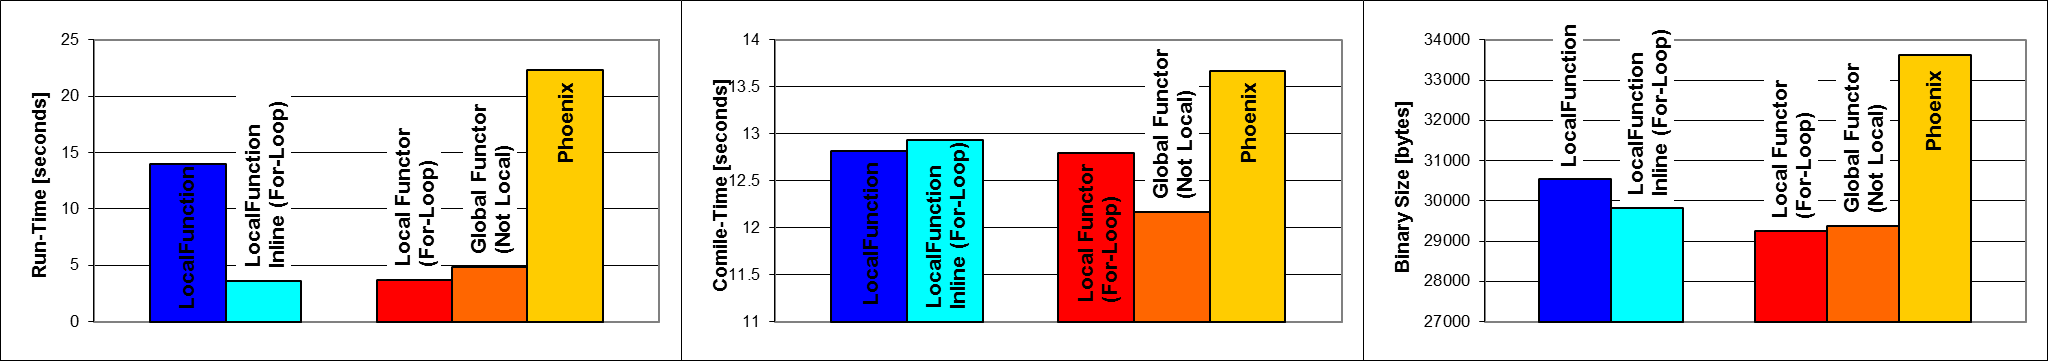 Run-Time [seconds]
25
20
15
10
5
0
LocalFunction
LocalFunction
Inline (For-Loop)
Local Functor
(For-Loop)
Global Functor
(Not Local)
Phoenix
Comile-Time [seconds]
14
13.5
13
12.5
12
11.5
11
LocalFunction
LocalFunction
Inline (For-Loop)
Local Functor
(For-Loop)
Global Functor
(Not Local)
Phoenix
Binary Size [bytes]
34000
33000
32000
31000
30000
29000
28000
27000
LocalFunction
LocalFunction
Inline (For-Loop)
Local Functor
(For-Loop)
Global Functor
(Not Local)
Phoenix